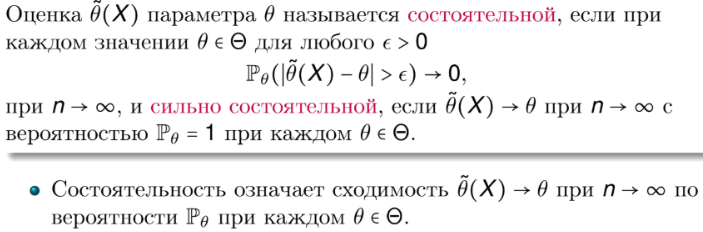 Оценка θ̃(X) параметра θ называется состоятельной, если при
каждом значении θ ∈ Θ для любого ϵ > 0
ℙ_θ(|θ̃(X) − θ| > ϵ) → 0,
при n → ∞, и сильно состоятельной, если θ̃(X) → θ при n → ∞ с
вероятностью ℙ_θ = 1 при каждом θ ∈ Θ.
Состоятельность означает сходимость θ̃(X) → θ при n → ∞ по
вероятности ℙ_θ при каждом θ ∈ Θ.